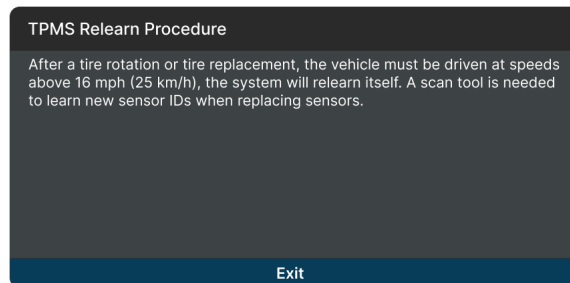 TPMS Relearn Procedure
After a tire rotation or tire replacement, the vehicle must be driven at speeds
above 16 mph (25 km/h), the system will relearn itself. A scan tool is needed
to learn new sensor IDs when replacing sensors.
Exit